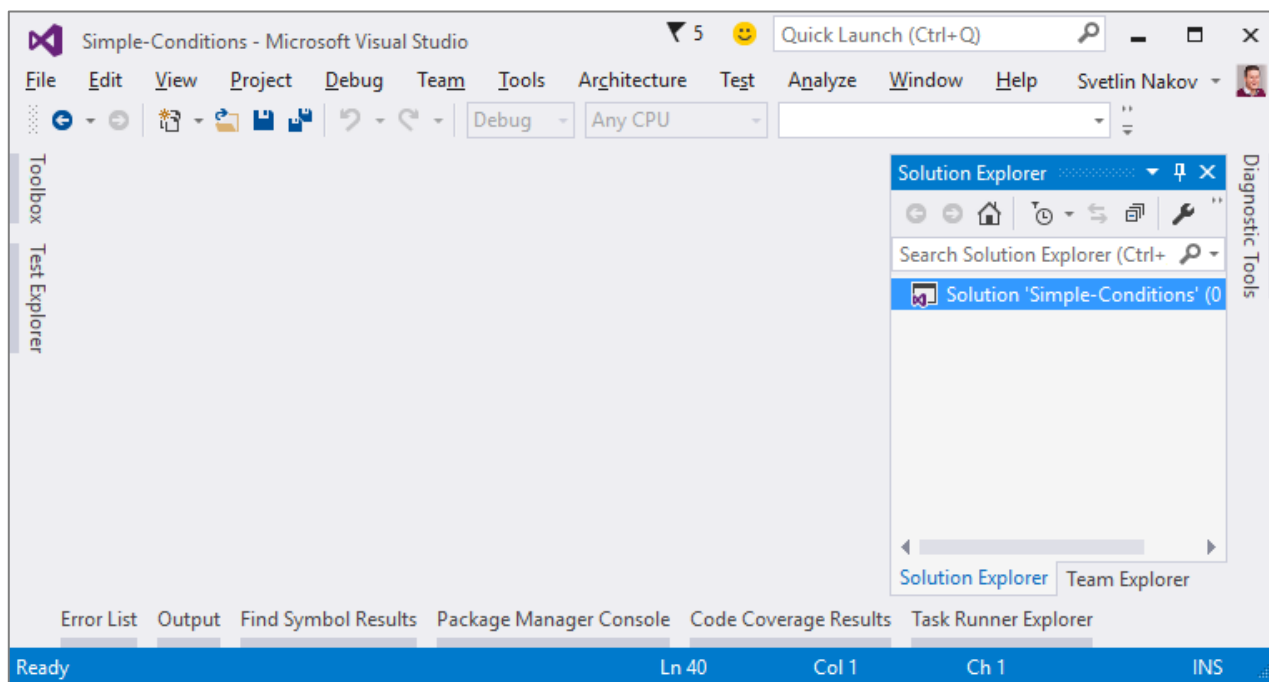 Simple-Conditions - Microsoft Visual Studio 5 Quick Launch (Ctrl+Q)
File Edit View Project Debug Team Tools Architecture Test Analyze Window Help Svetlin Nakov
Debug Any CPU
Toolbox
Test Explorer
Solution Explorer
Search Solution Explorer (Ctrl+
Solution 'Simple-Conditions' (0
Solution Explorer Team Explorer
Diagnostic Tools
Error List Output Find Symbol Results Package Manager Console Code Coverage Results Task Runner Explorer
Ready Ln 40 Col 1 Ch 1 INS